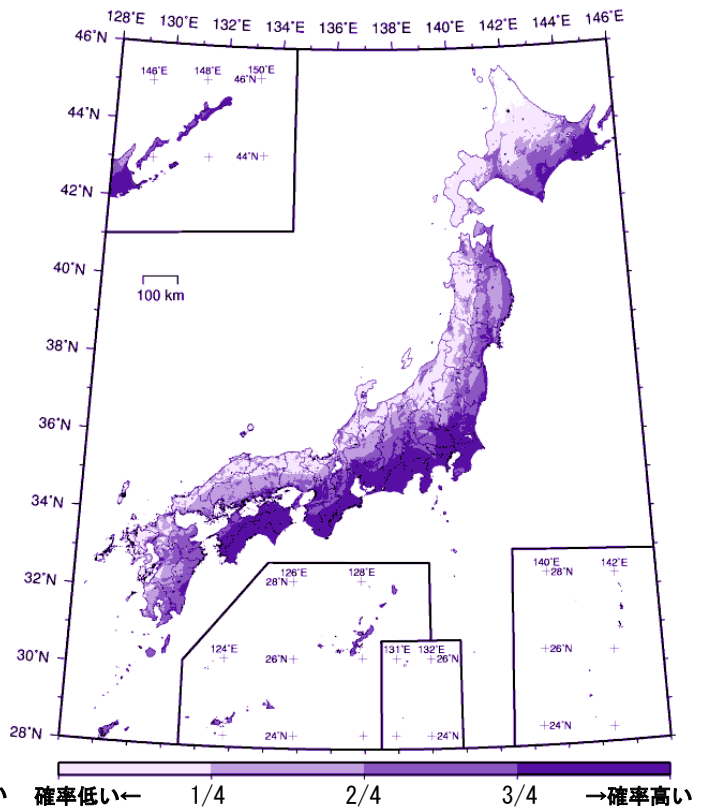 128°E 130°E 132°E 134°E 136°E 138°E 140°E 142°E 144°E 146°E
46°N
146°E 148°E 150°E
46°N
44°N
44°N
42°N
40°N
100 km
38°N
36°N
34°N
32°N
126°E 128°E
28°N
140°E 142°E
28°N
30°N
124°E
26°N
131°E 132°E
26°N
26°N
28°N
24°N
24°N
24°N
い 確率低い← 1/4 2/4 3/4 →確率高い